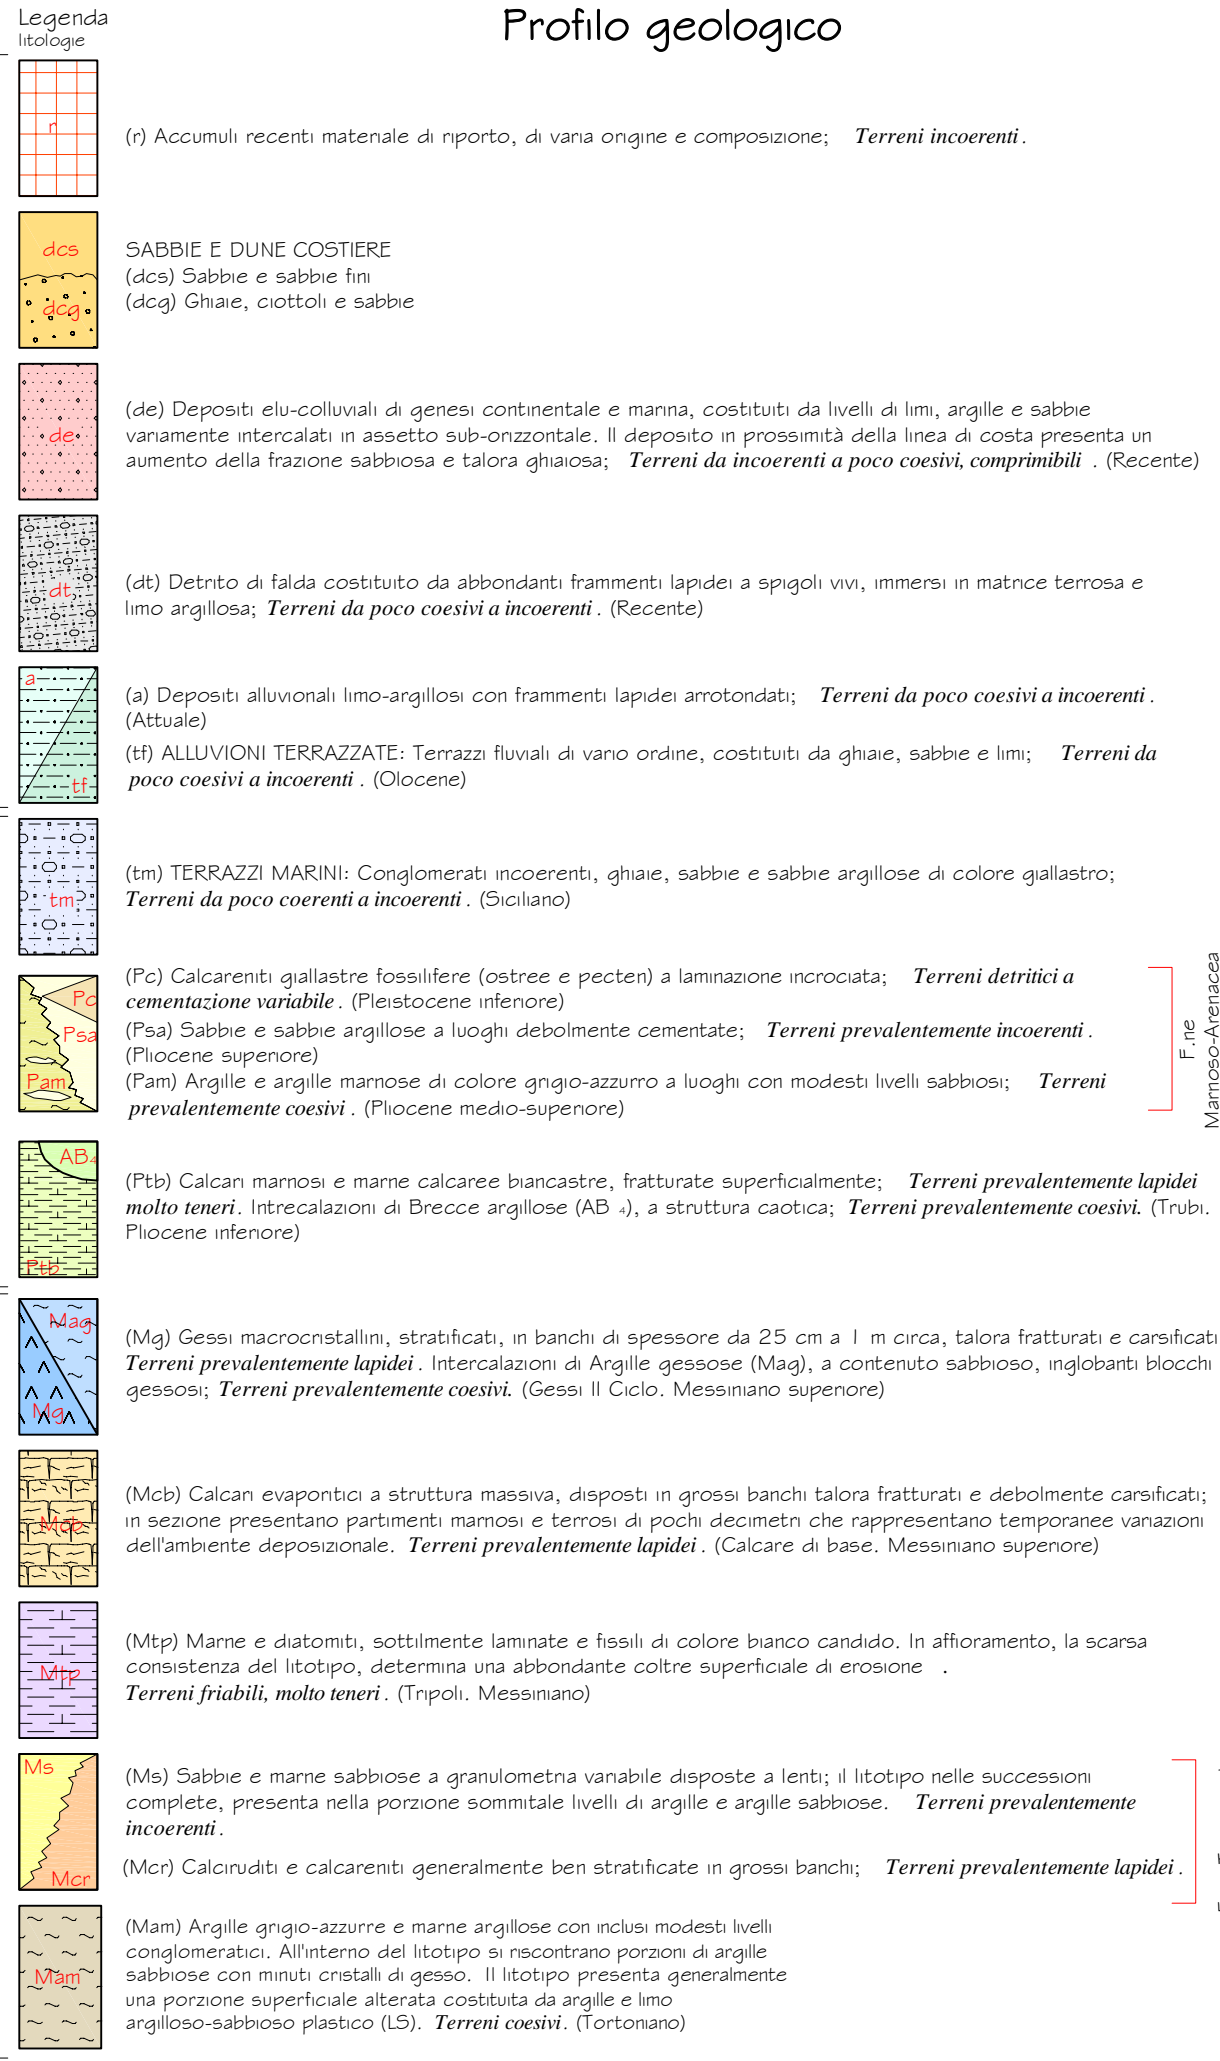 Legenda
litologie
Profilo geologico
r
(r) Accumuli recenti materiale di riporto, di varia origine e composizione; Terreni incoerenti.
dcs
dcg
SABBIE E DUNE COSTIERE
(dcs) Sabbie e sabbie fini
(dcg) Ghiaie, ciottoli e sabbie
de
(de) Depositi elu-colluviali di genesi continentale e marina, costituiti da livelli di limi, argille e sabbie
variamente intercalati in assetto sub-orizzontale. Il deposito in prossimità della linea di costa presenta un
aumento della frazione sabbiosa e talora ghiaiosa; Terreni da incoerenti a poco coesivi, comprimibili . (Recente)
dt
(dt) Detrito di falda costituito da abbondanti frammenti lapidei a spigoli vivi, immersi in matrice terrosa e
limo argillosa; Terreni da poco coesivi a incoerenti . (Recente)
a
tf
(a) Depositi alluvionali limo-argillosi con frammenti lapidei arrotondati; Terreni da poco coesivi a incoerenti .
(Attuale)
(tf) ALLUVIONI TERRAZZATE: Terrazzi fluviali di vario ordine, costituiti da ghiaie, sabbie e limi; Terreni da
poco coesivi a incoerenti . (Olocene)
tm
(tm) TERRAZZI MARINI: Conglomerati incoerenti, ghiaie, sabbie e sabbie argillose di colore giallastro;
Terreni da poco coerenti a incoerenti . (Siciliano)
Pc
Psa
Pam
(Pc) Calcareniti giallastre fossilifere (ostree e pecten) a laminazione incrociata; Terreni detritici a
cementazione variabile . (Pleistocene inferiore)
(Psa) Sabbie e sabbie argillose a luoghi debolmente cementate; Terreni prevalentemente incoerenti .
(Pliocene superiore)
(Pam) Argille e argille marnose di colore grigio-azzurro a luoghi con modesti livelli sabbiosi; Terreni
prevalentemente coesivi . (Pliocene medio-superiore)
F.ne
Marnoso-Arenacea
AB4
Ptb
(Ptb) Calcari marnosi e marne calcaree biancastre, fratturate superficialmente; Terreni prevalentemente lapidei
molto teneri. Intrecalazioni di Brecce argillose (AB 4), a struttura caotica; Terreni prevalentemente coesivi. (Trubi.
Pliocene inferiore)
Mag
Mg
(Mg) Gessi macrocristallini, stratificati, in banchi di spessore da 25 cm a 1 m circa, talora fratturati e carsificati
Terreni prevalentemente lapidei . Intercalazioni di Argille gessose (Mag), a contenuto sabbioso, inglobanti blocchi
gessosi; Terreni prevalentemente coesivi. (Gessi II Ciclo. Messiniano superiore)
Mcb
(Mcb) Calcari evaporitici a struttura massiva, disposti in grossi banchi talora fratturati e debolmente carsificati;
in sezione presentano partimenti marnosi e terrosi di pochi decimetri che rappresentano temporanee variazioni
dell'ambiente deposizionale. Terreni prevalentemente lapidei . (Calcare di base. Messiniano superiore)
Mtp
(Mtp) Marne e diatomiti, sottilmente laminate e fissili di colore bianco candido. In affioramento, la scarsa
consistenza del litotipo, determina una abbondante coltre superficiale di erosione .
Terreni friabili, molto teneri . (Tripoli. Messiniano)
Ms
Mcr
(Ms) Sabbie e marne sabbiose a granulometria variabile disposte a lenti; il litotipo nelle successioni
complete, presenta nella porzione sommitale livelli di argille e argille sabbiose. Terreni prevalentemente
incoerenti .
(Mcr) Calciruditi e calcareniti generalmente ben stratificate in grossi banchi; Terreni prevalentemente lapidei .
Mam
(Mam) Argille grigio-azzurre e marne argillose con inclusi modesti livelli
conglomeratici. All'interno del litotipo si riscontrano porzioni di argille
sabbiose con minuti cristalli di gesso. Il litotipo presenta generalmente
una porzione superficiale alterata costituita da argille e limo
argilloso-sabbioso plastico (LS). Terreni coesivi . (Tortoniano)